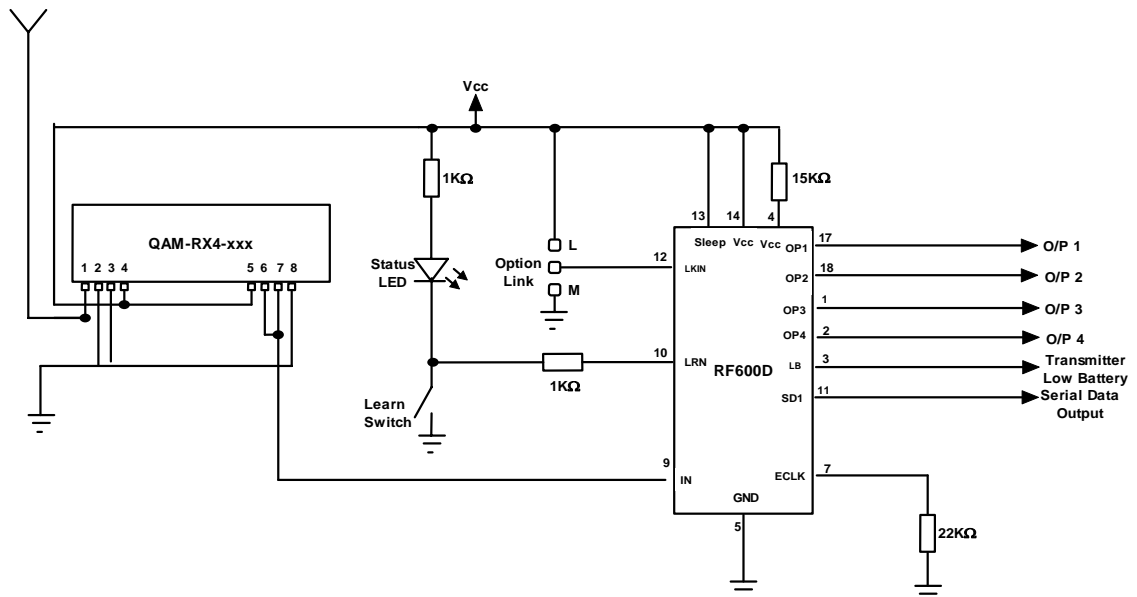 Vcc
1KΩ
15KΩ
QAM-RX4-xxx
1 2 3 4 5 6 7 8
Status
LED
L
Option
Link
M
13 14 4
Sleep Vcc Vcc
12 LKIN
OP1 17 O/P 1
OP2 18 O/P 2
OP3 1 O/P 3
OP4 2 O/P 4
10 LRN
1KΩ
RF600D
LB 3 Transmitter
Low Battery
SD1 11 Serial Data
Output
Learn
Switch
9 IN
ECLK 7
GND
5
22KΩ